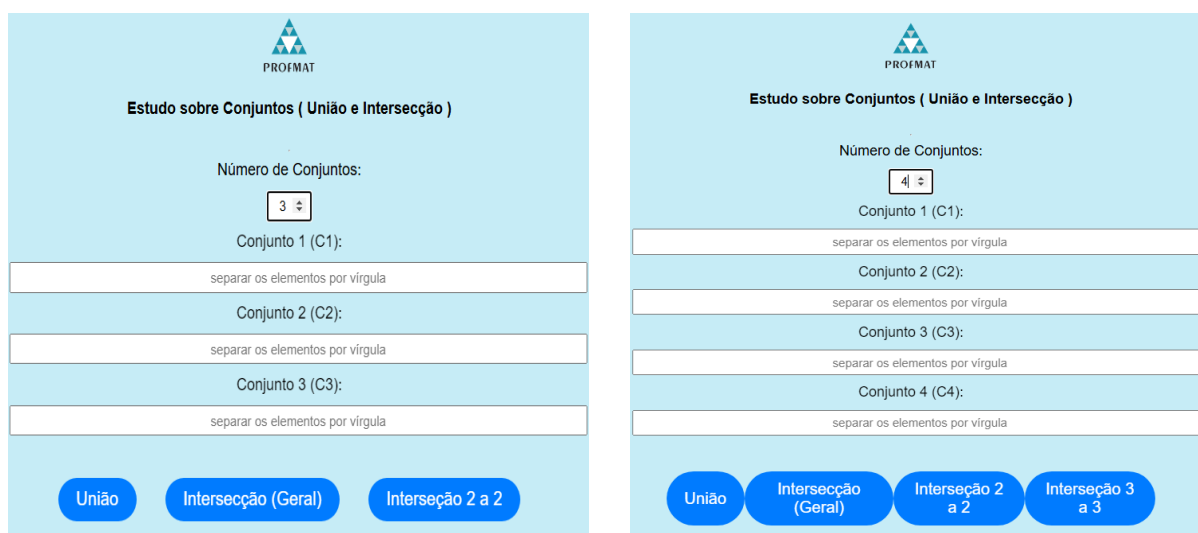 PROFMAT
Estudo sobre Conjuntos ( União e Intersecção )
Número de Conjuntos:
3
Conjunto 1 (C1):
separar os elementos por vírgula
Conjunto 2 (C2):
separar os elementos por vírgula
Conjunto 3 (C3):
separar os elementos por vírgula
União
Intersecção (Geral)
Interseção 2 a 2
PROFMAT
Estudo sobre Conjuntos ( União e Intersecção )
Número de Conjuntos:
4
Conjunto 1 (C1):
separar os elementos por vírgula
Conjunto 2 (C2):
separar os elementos por vírgula
Conjunto 3 (C3):
separar os elementos por vírgula
Conjunto 4 (C4):
separar os elementos por vírgula
União
Intersecção
(Geral)
Interseção 2
a 2
Interseção 3
a 3